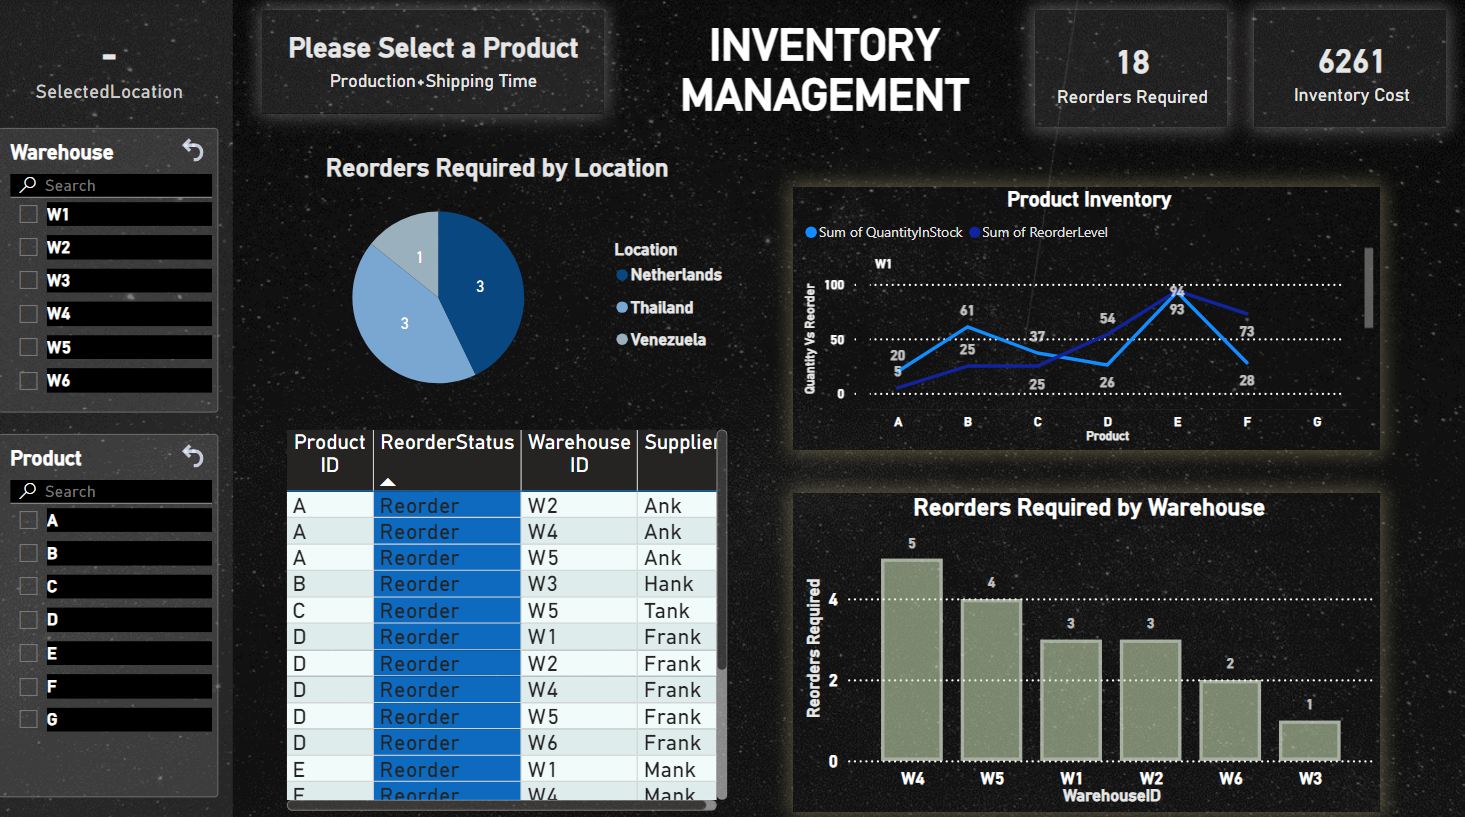 -
SelectedLocation
Please Select a Product
Production+Shipping Time
INVENTORY
MANAGEMENT
18
Reorders Required
6261
Inventory Cost
Warehouse
Search
W1
W2
W3
W4
W5
W6
Product
Search
A
B
C
D
E
F
G
Reorders Required by Location
1
3
3
Location
Netherlands
Thailand
Venezuela
Product ReorderStatus Warehouse Supplier
ID ID
A Reorder W2 Ank
A Reorder W4 Ank
A Reorder W5 Ank
B Reorder W3 Hank
C Reorder W5 Tank
D Reorder W1 Frank
D Reorder W2 Frank
D Reorder W4 Frank
D Reorder W5 Frank
D Reorder W6 Frank
E Reorder W1 Mank
E Reorder W4 Mank
Product Inventory
Sum of QuantityInStock Sum of ReorderLevel
W1
Quantity Vs Reorder
100
50
0
20
5
61
25
37
25
54
26
94
93
73
28
A B C D E F G
Product
Reorders Required by Warehouse
Reorders Required
4
2
0
5
4
3
3
2
1
W4 W5 W1 W2 W6 W3
WarehouseID